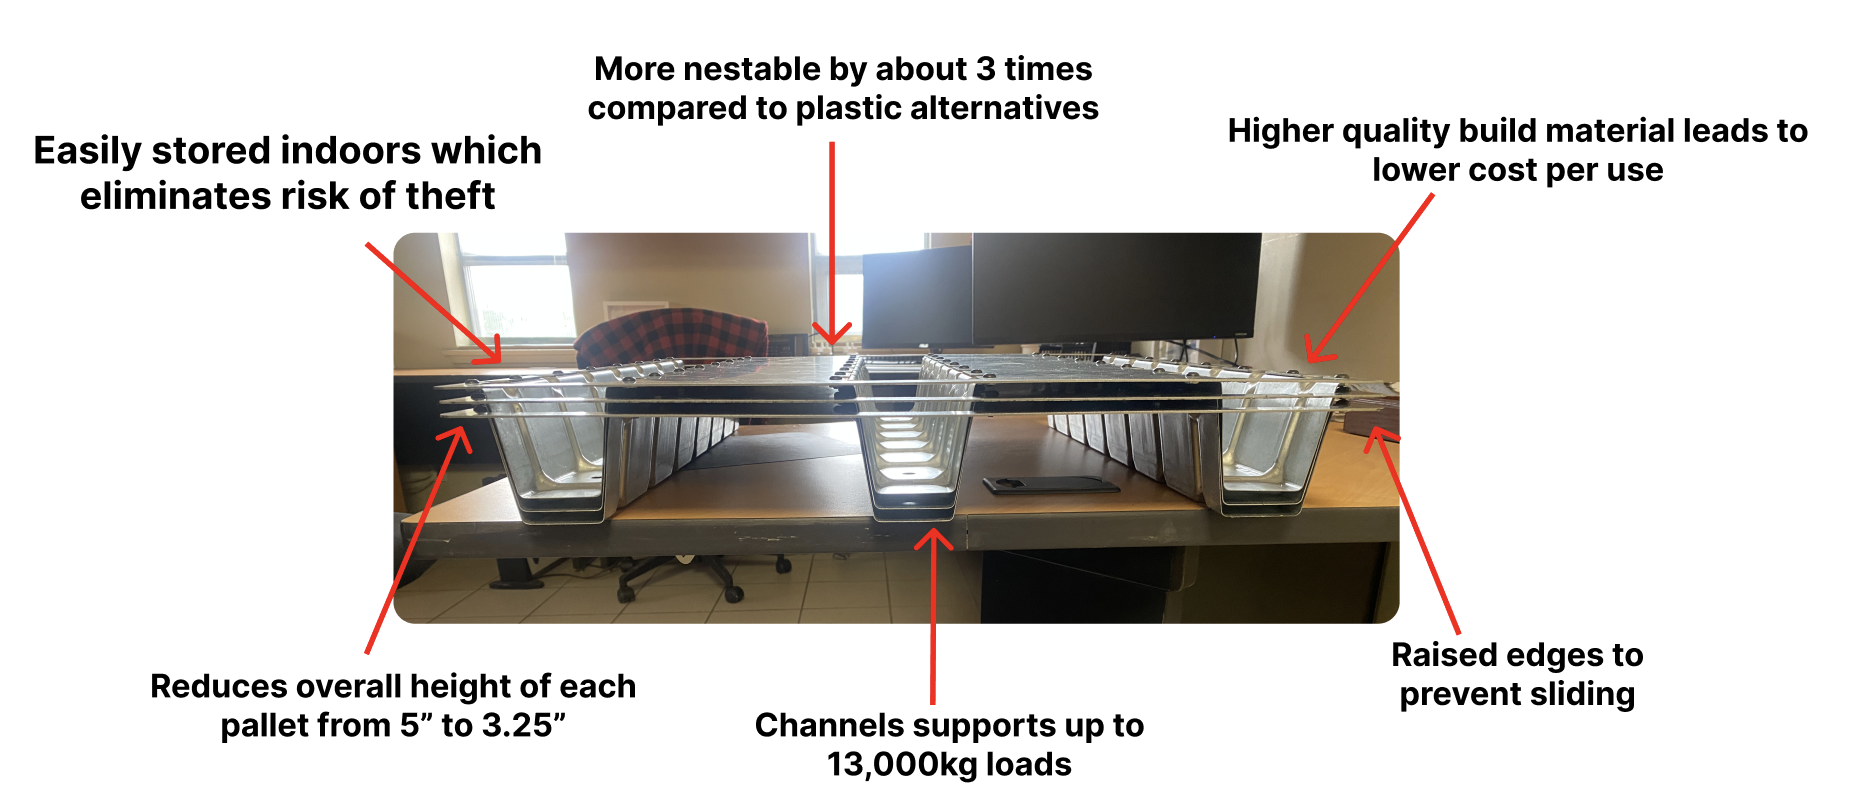 More nestable by about 3 times
compared to plastic alternatives
Easily stored indoors which
eliminates risk of theft
Higher quality build material leads to
lower cost per use
Reduces overall height of each
pallet from 5” to 3.25”
Channels supports up to
13,000kg loads
Raised edges to
prevent sliding